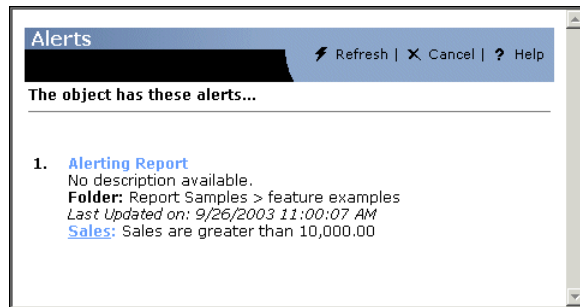 Alerts
Refresh | X Cancel | ? Help
The object has these alerts...
1. Alerting Report
No description available.
Folder: Report Samples > feature examples
Last Updated on: 9/26/2003 11:00:07 AM
Sales: Sales are greater than 10,000.00